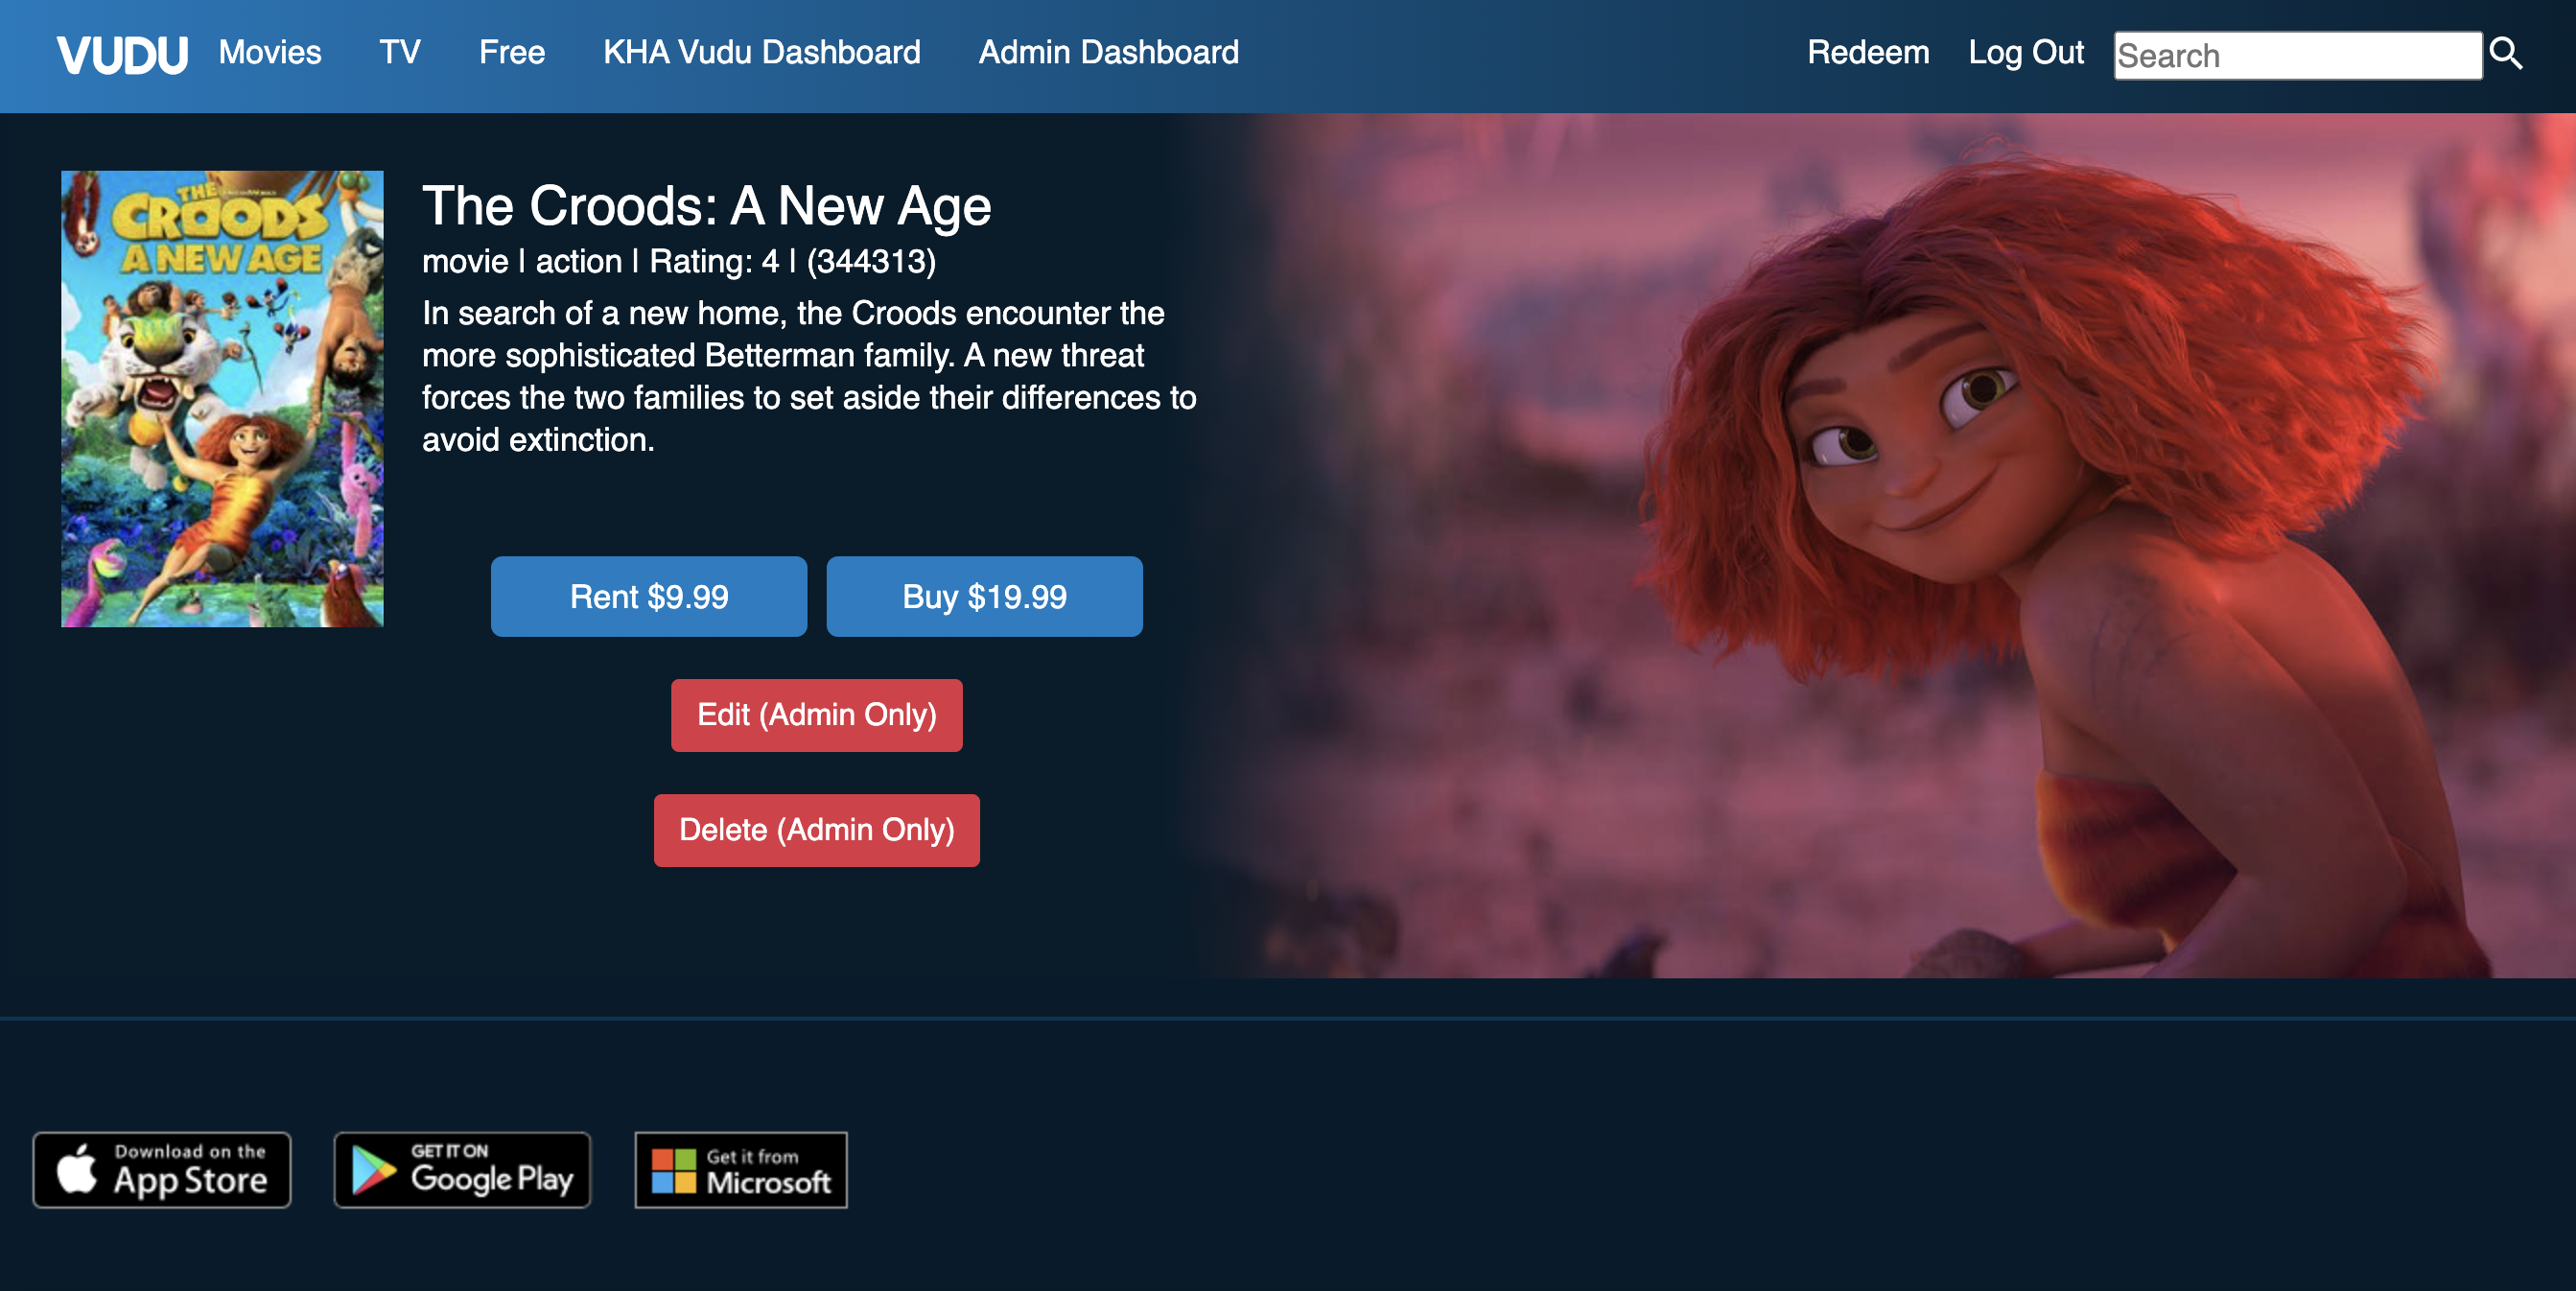 VUDU
Movies
TV
Free
KHA Vudu Dashboard
Admin Dashboard
Redeem
Log Out
Search
THE
CROODS
A NEW AGE
The Croods: A New Age
movie | action | Rating: 4 | (344313)
In search of a new home, the Croods encounter the
more sophisticated Betterman family. A new threat
forces the two families to set aside their differences to
avoid extinction.
Rent $9.99
Buy $19.99
Edit (Admin Only)
Delete (Admin Only)
Download on the
App Store
GET IT ON
Google Play
Get it from
Microsoft